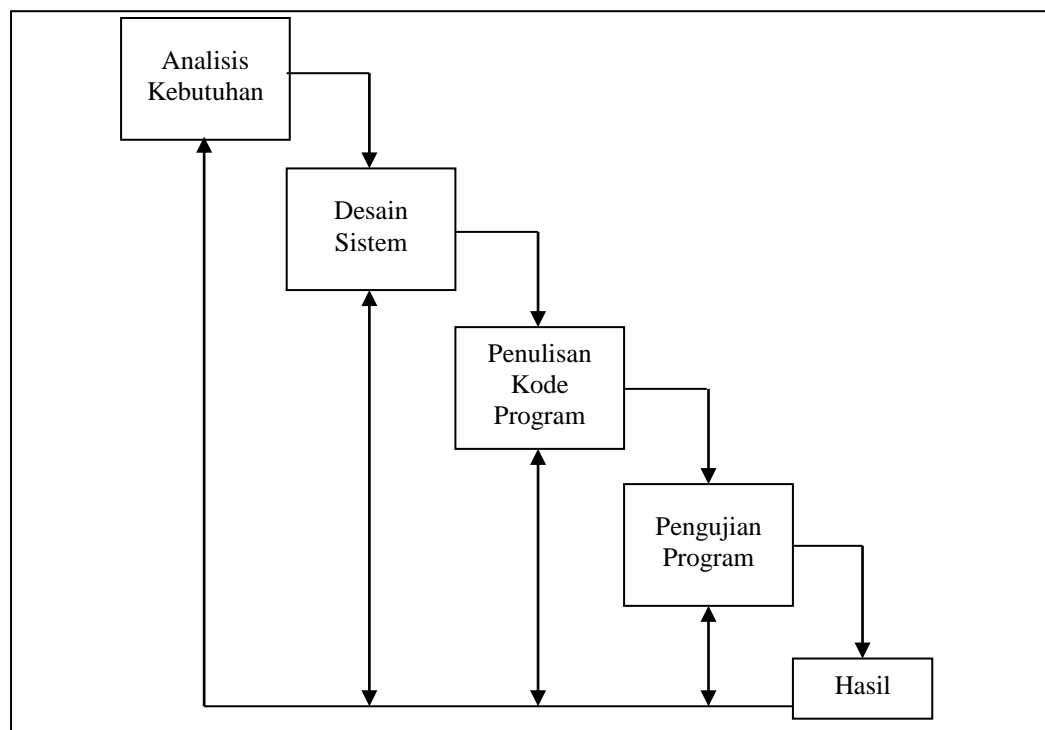 Analisis
Kebutuhan
Desain
Sistem
Penulisan
Kode
Program
Pengujian
Program
Hasil